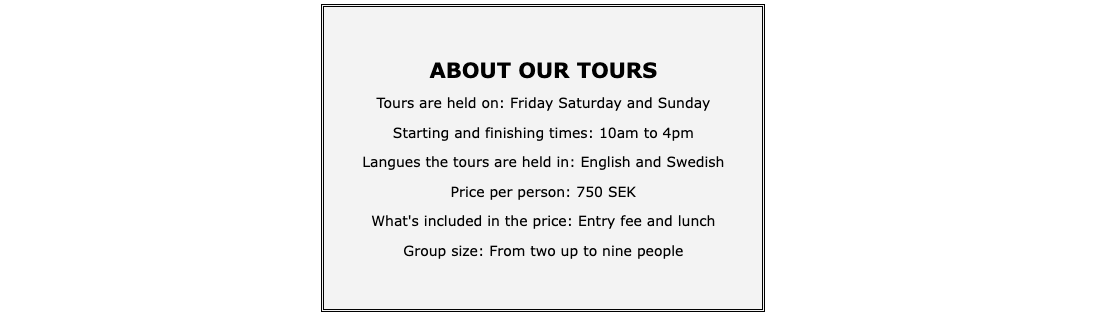 ABOUT OUR TOURS
Tours are held on: Friday Saturday and Sunday
Starting and finishing times: 10am to 4pm
Langues the tours are held in: English and Swedish
Price per person: 750 SEK
What's included in the price: Entry fee and lunch
Group size: From two up to nine people